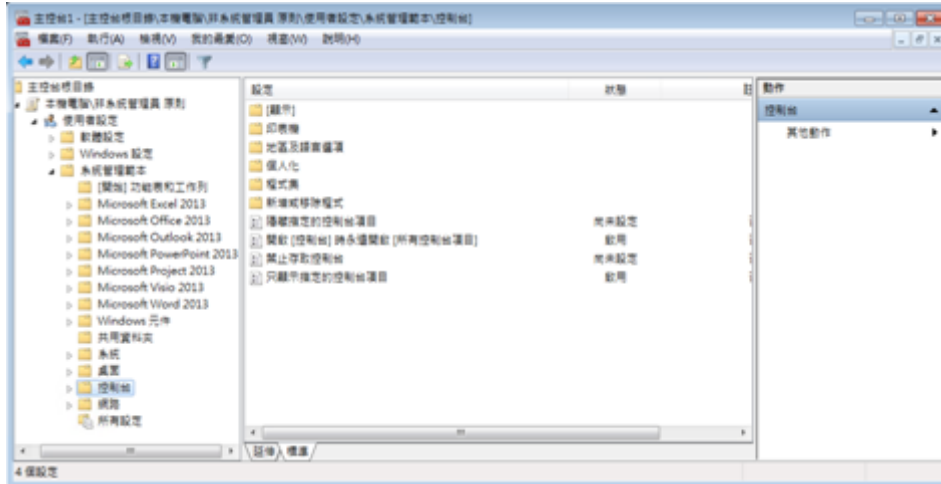 主控台1 - [主控台根目錄\本機電腦\非系統管理員 原則\使用者設定\系統管理範本\控制台]
檔案(F) 執行(A) 檢視(V) 我的最愛(O) 視窗(W) 說明(H)
主控台根目錄
本機電腦\非系統管理員 原則
使用者設定
軟體設定
Windows 設定
系統管理範本
[開始] 功能表和工作列
Microsoft Excel 2013
Microsoft Office 2013
Microsoft Outlook 2013
Microsoft PowerPoint 2013
Microsoft Project 2013
Microsoft Visio 2013
Microsoft Word 2013
Windows 元件
共用資料夾
系統
桌面
控制台
網路
所有設定
設定 狀態
[顯示]
印表機
地區及語言選項
個人化
程式集
新增或移除程式
隱藏指定的控制台項目 尚未設定
開啟 [控制台] 時永遠開啟 [所有控制台項目] 啟用
禁止存取控制台 尚未設定
只顯示指定的控制台項目 啟用
延伸 標準
動作
控制台
其他動作
4 個設定